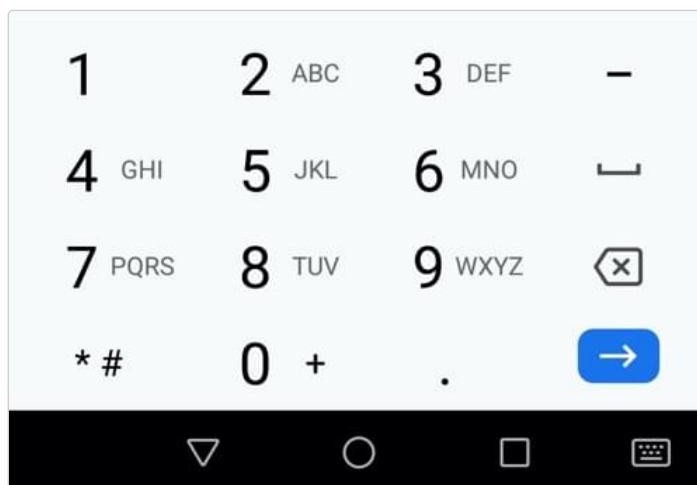 1 2 ABC 3 DEF -
4 GHI 5 JKL 6 MNO
7 PQRS 8 TUV 9 WXYZ
* # 0 + .